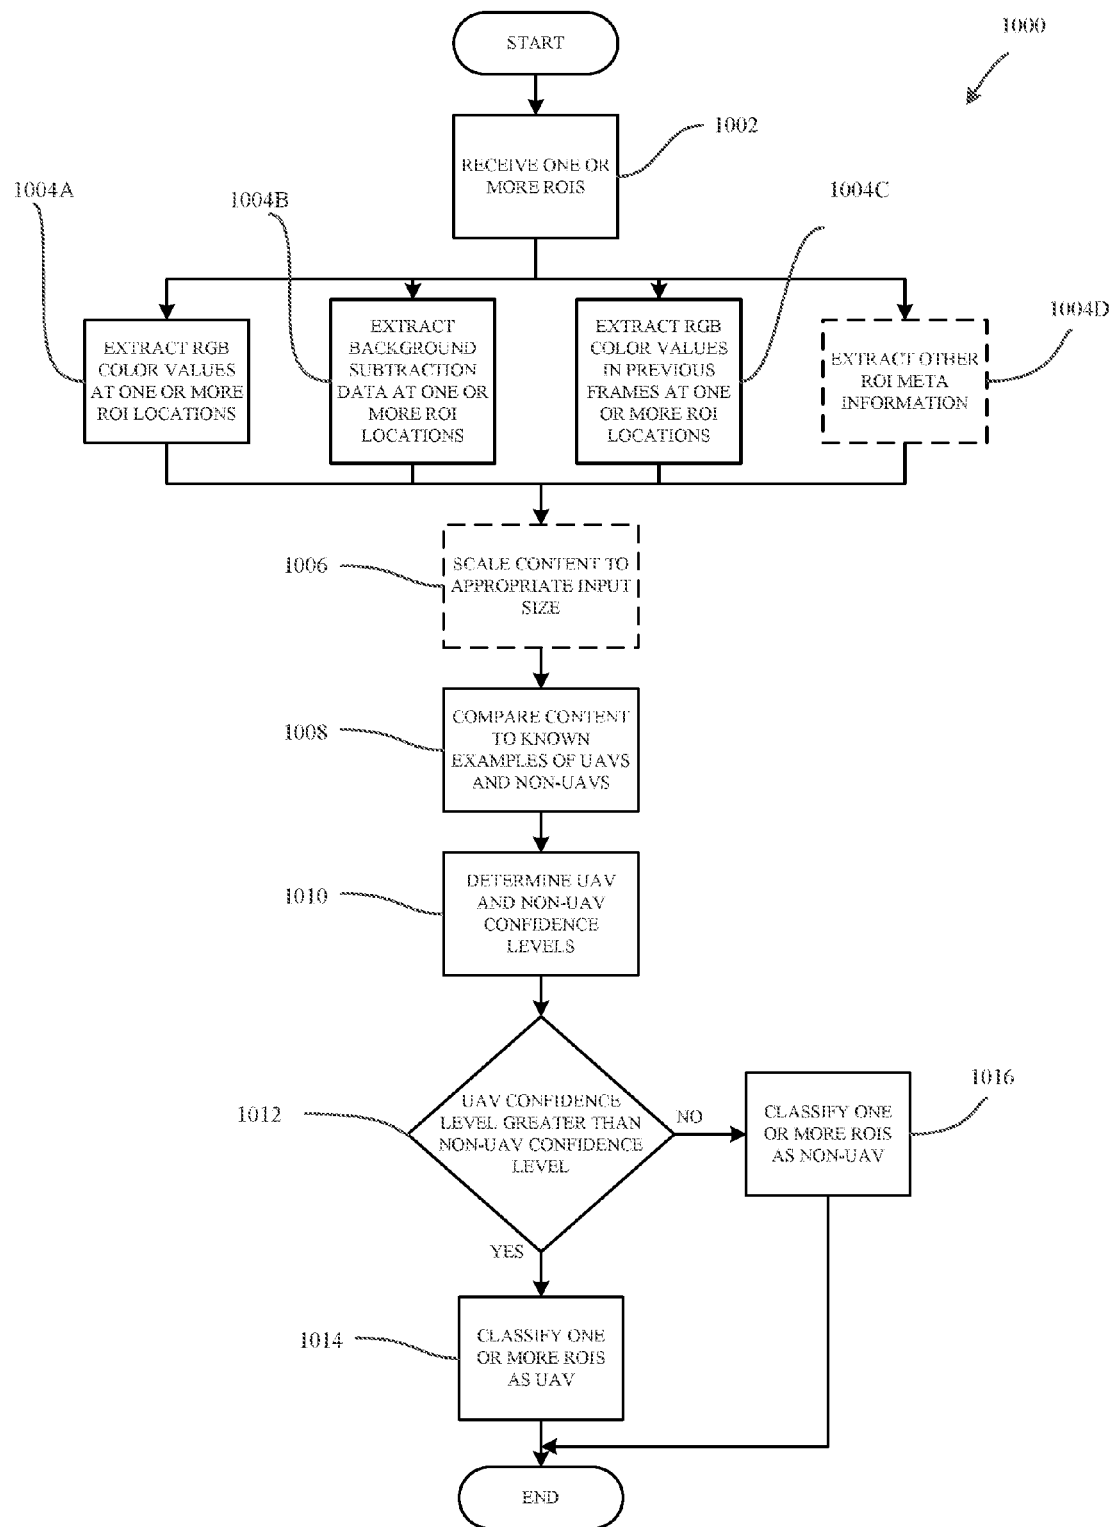 START
1000
RECEIVE ONE OR
MORE ROIS
1002
1004A
1004B
1004C
1004D
EXTRACT RGB
COLOR VALUES
AT ONE OR MORE
ROI LOCATIONS
EXTRACT
BACKGROUND
SUBTRACTION
DATA AT ONE OR
MORE ROI
LOCATIONS
EXTRACT RGB
COLOR VALUES
IN PREVIOUS
FRAMES AT ONE
OR MORE ROI
LOCATIONS
EXTRACT OTHER
ROI META
INFORMATION
1006
SCALE CONTENT TO
APPROPRIATE INPUT
SIZE
1008
COMPARE CONTENT
TO KNOWN
EXAMPLES OF UAVS
AND NON-UAVS
1010
DETERMINE UAV
AND NON-UAV
CONFIDENCE
LEVELS
1012
UAV CONFIDENCE
LEVEL GREATER THAN
NON-UAV CONFIDENCE
LEVEL
NO
1016
CLASSIFY ONE
OR MORE ROIS
AS NON-UAV
YES
1014
CLASSIFY ONE
OR MORE ROIS
AS UAV
END